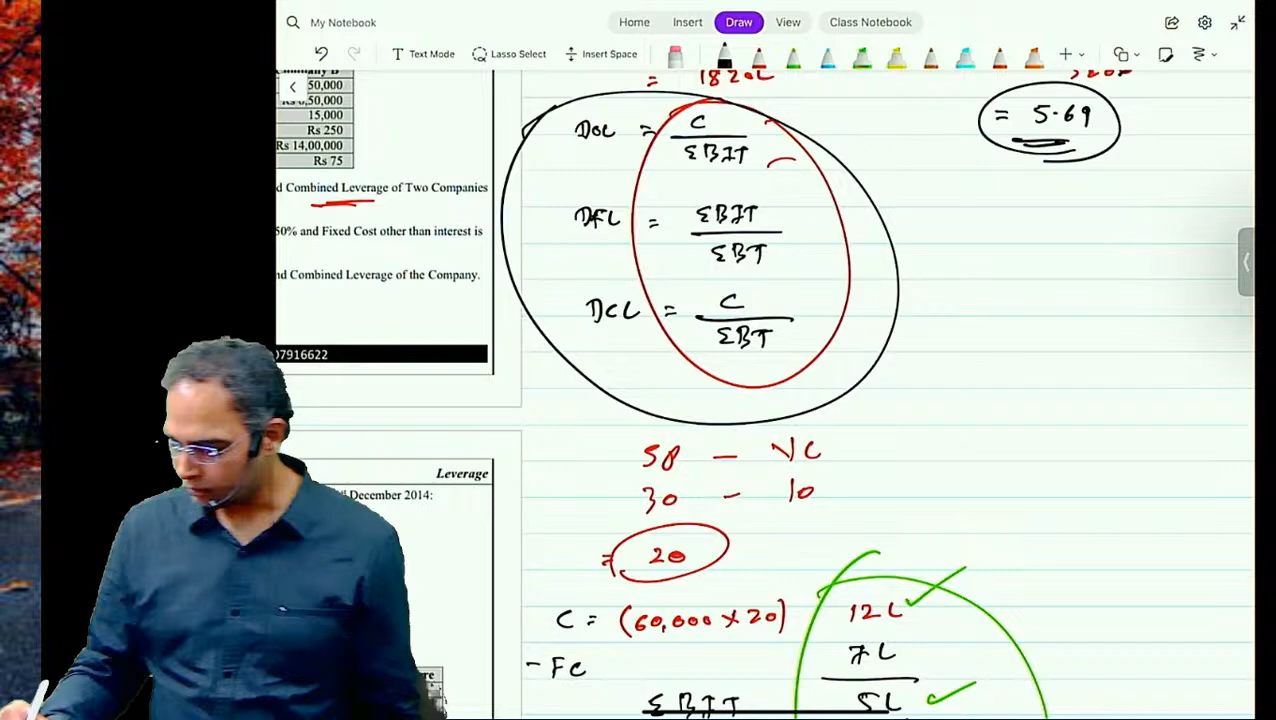 My Notebook
Home Insert Draw View Class Notebook
Text Mode Lasso Select Insert Space
50,000
50,000
15,000
Rs 250
Rs 14,00,000
Rs 75
d Combined Leverage of Two Companies
50% and Fixed Cost other than interest is
nd Combined Leverage of the Company.
07916622
Leverage
December 2014:
= 1820L
= 5.69
DOL = C / EBIT
DFL = EBIT / EBT
DCL = C / EBT
SP - VC
30 - 10
= 20
C = (60,000 x 20) 12L
- FC 7L
EBIT 5L